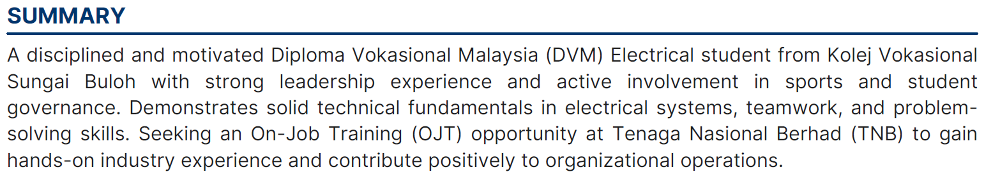 SUMMARY
A disciplined and motivated Diploma Vokasional Malaysia (DVM) Electrical student from Kolej Vokasional
Sungai Buloh with strong leadership experience and active involvement in sports and student
governance. Demonstrates solid technical fundamentals in electrical systems, teamwork, and problem-
solving skills. Seeking an On-Job Training (OJT) opportunity at Tenaga Nasional Berhad (TNB) to gain
hands-on industry experience and contribute positively to organizational operations.